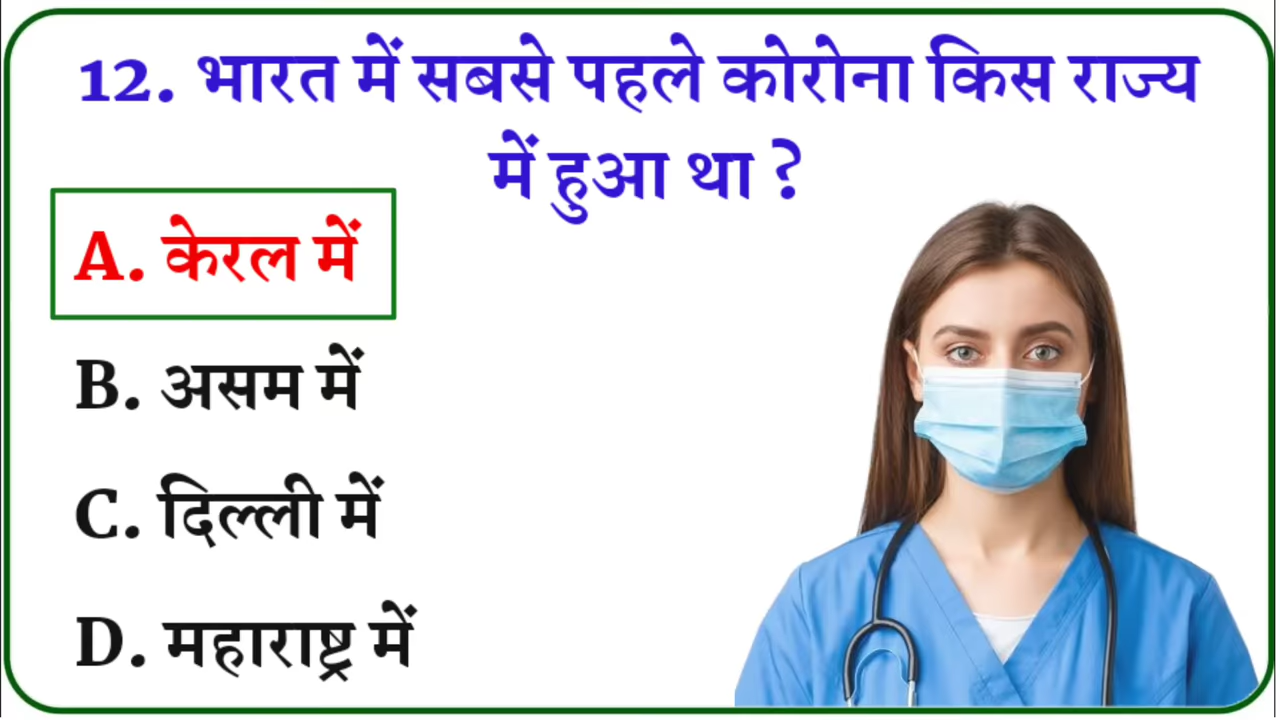 12. भारत में सबसे पहले कोरोना किस राज्य
में हुआ था ?
A. केरल में
B. असम में
C. दिल्ली में
D. महाराष्ट्र में